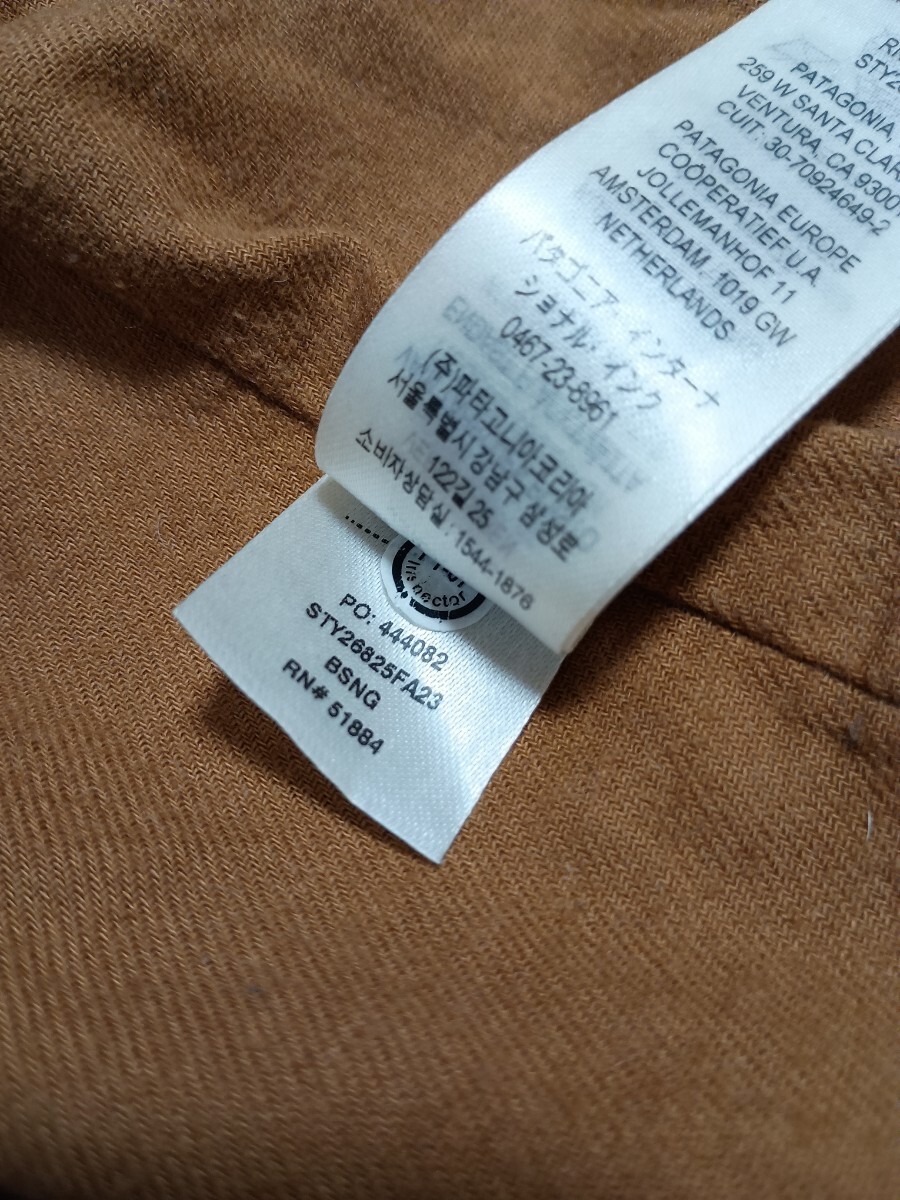 STY26
PATAGONIA,
259 W SANTA CLAR
VENTURA, CA 93001
CUIT: 30-70924649-2
PATAGONIA EUROPE
COÖPERATIEF U.A.
JOLLEMANHOF 11
AMSTERDAM, 1019 GW
NETHERLANDS
パタゴニア インターナ
ショナル インク
0467-23-8961
(주)파타고니아코리아
서울특별시 강남구 삼성로
122길 25
소비자상담실 : 1544-1876
Inspector
PO: 444082
STY26825FA23
BSNG
RN# 51884